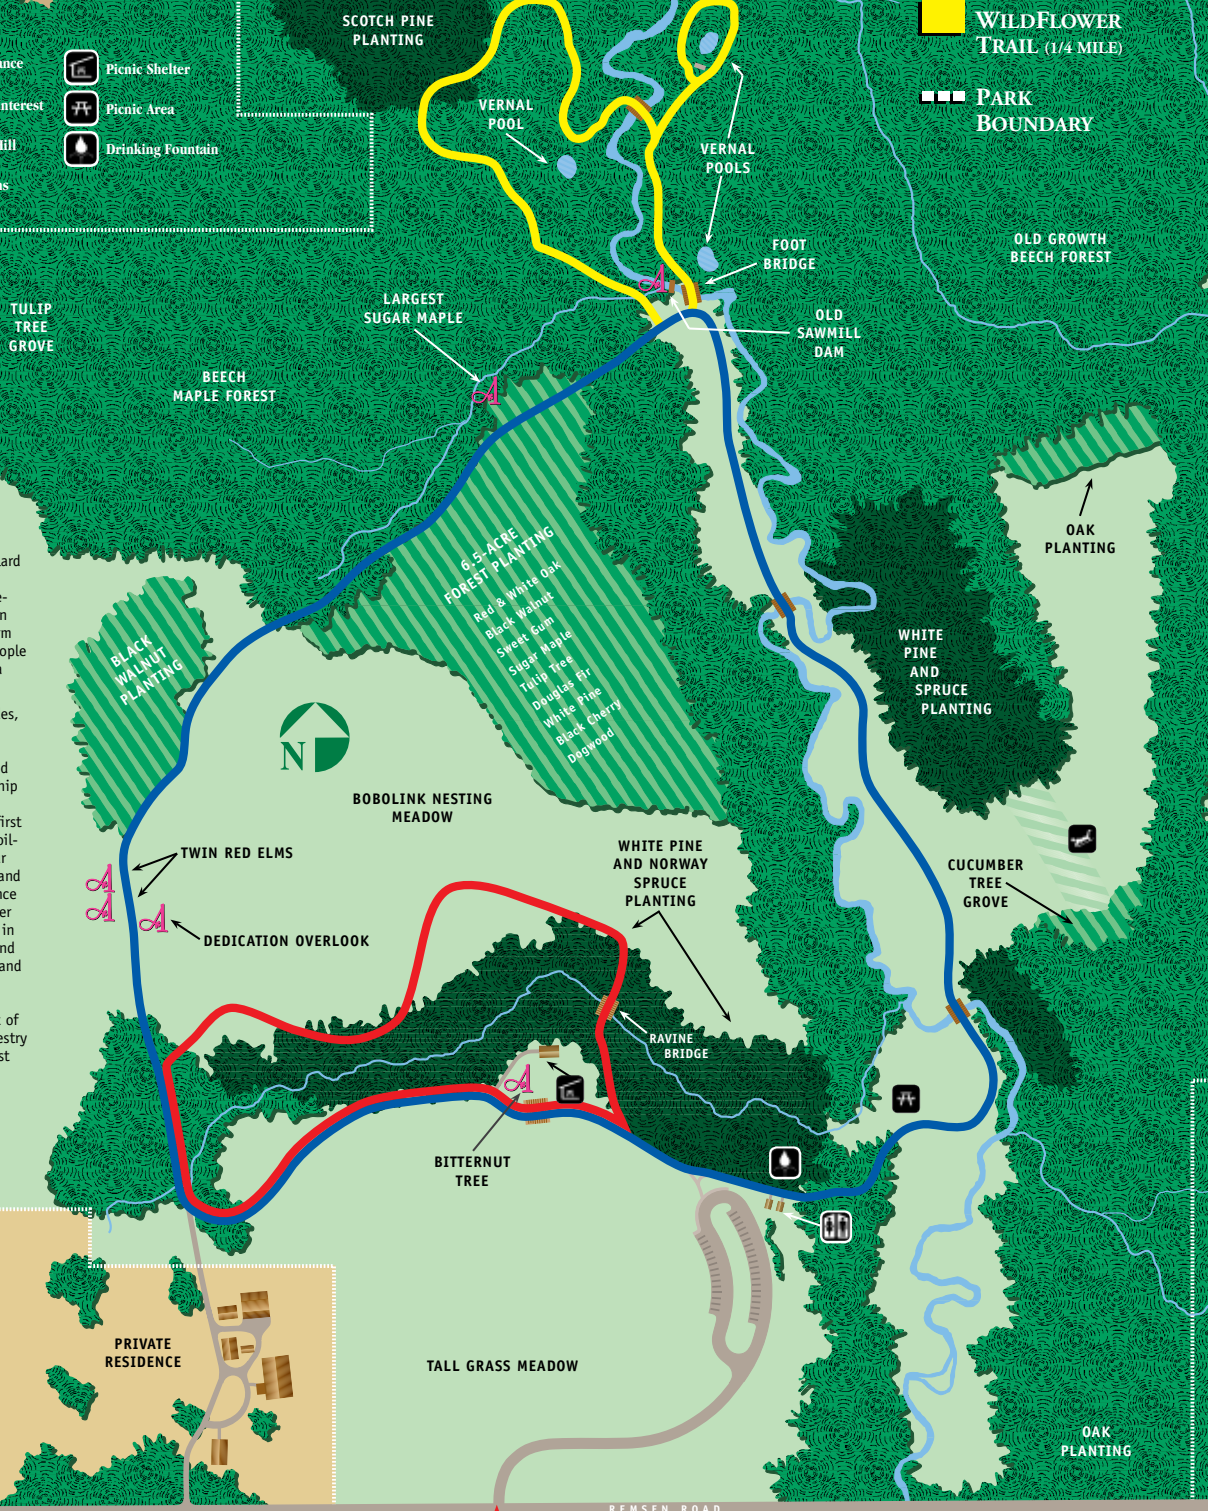 SCOTCH PINE
PLANTING
WILDFLOWER
TRAIL (1/4 MILE)
PARK
BOUNDARY
Picnic Shelter
Picnic Area
Drinking Fountain
VERNAL
POOL
VERNAL
POOLS
FOOT
BRIDGE
OLD GROWTH
BEECH FOREST
OLD
SAWMILL
DAM
LARGEST
SUGAR MAPLE
TULIP
TREE
GROVE
BEECH
MAPLE FOREST
OAK
PLANTING
6.5-ACRE
FOREST PLANTING
Red & White Oak
Black Walnut
Sweet Gum
Sugar Maple
Tulip Tree
Douglas Fir
White Pine
Black Cherry
Dogwood
BLACK
WALNUT
PLANTING
WHITE
PINE
AND
SPRUCE
PLANTING
N
BOBOLINK NESTING
MEADOW
TWIN RED ELMS
DEDICATION OVERLOOK
WHITE PINE
AND NORWAY
SPRUCE
PLANTING
CUCUMBER
TREE
GROVE
RAVINE
BRIDGE
BITTERNUT
TREE
PRIVATE
RESIDENCE
TALL GRASS MEADOW
OAK
PLANTING
REMSEN ROAD